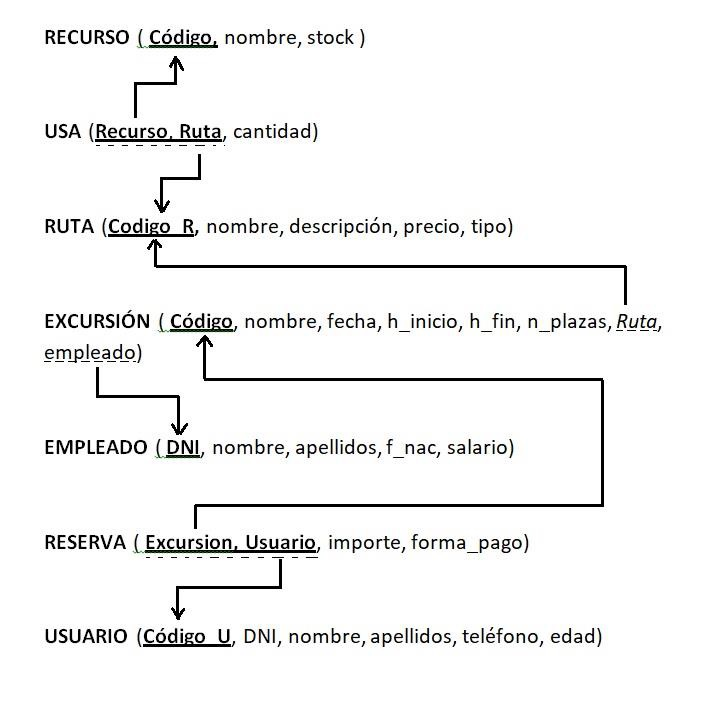 RECURSO ( Código, nombre, stock )
USA (Recurso, Ruta, cantidad)
RUTA (Codigo_R, nombre, descripción, precio, tipo)
EXCURSIÓN ( Código, nombre, fecha, h_inicio, h_fin, n_plazas, Ruta,
empleado)
EMPLEADO ( DNI, nombre, apellidos, f_nac, salario)
RESERVA ( Excursion, Usuario, importe, forma_pago)
USUARIO (Código_U, DNI, nombre, apellidos, teléfono, edad)